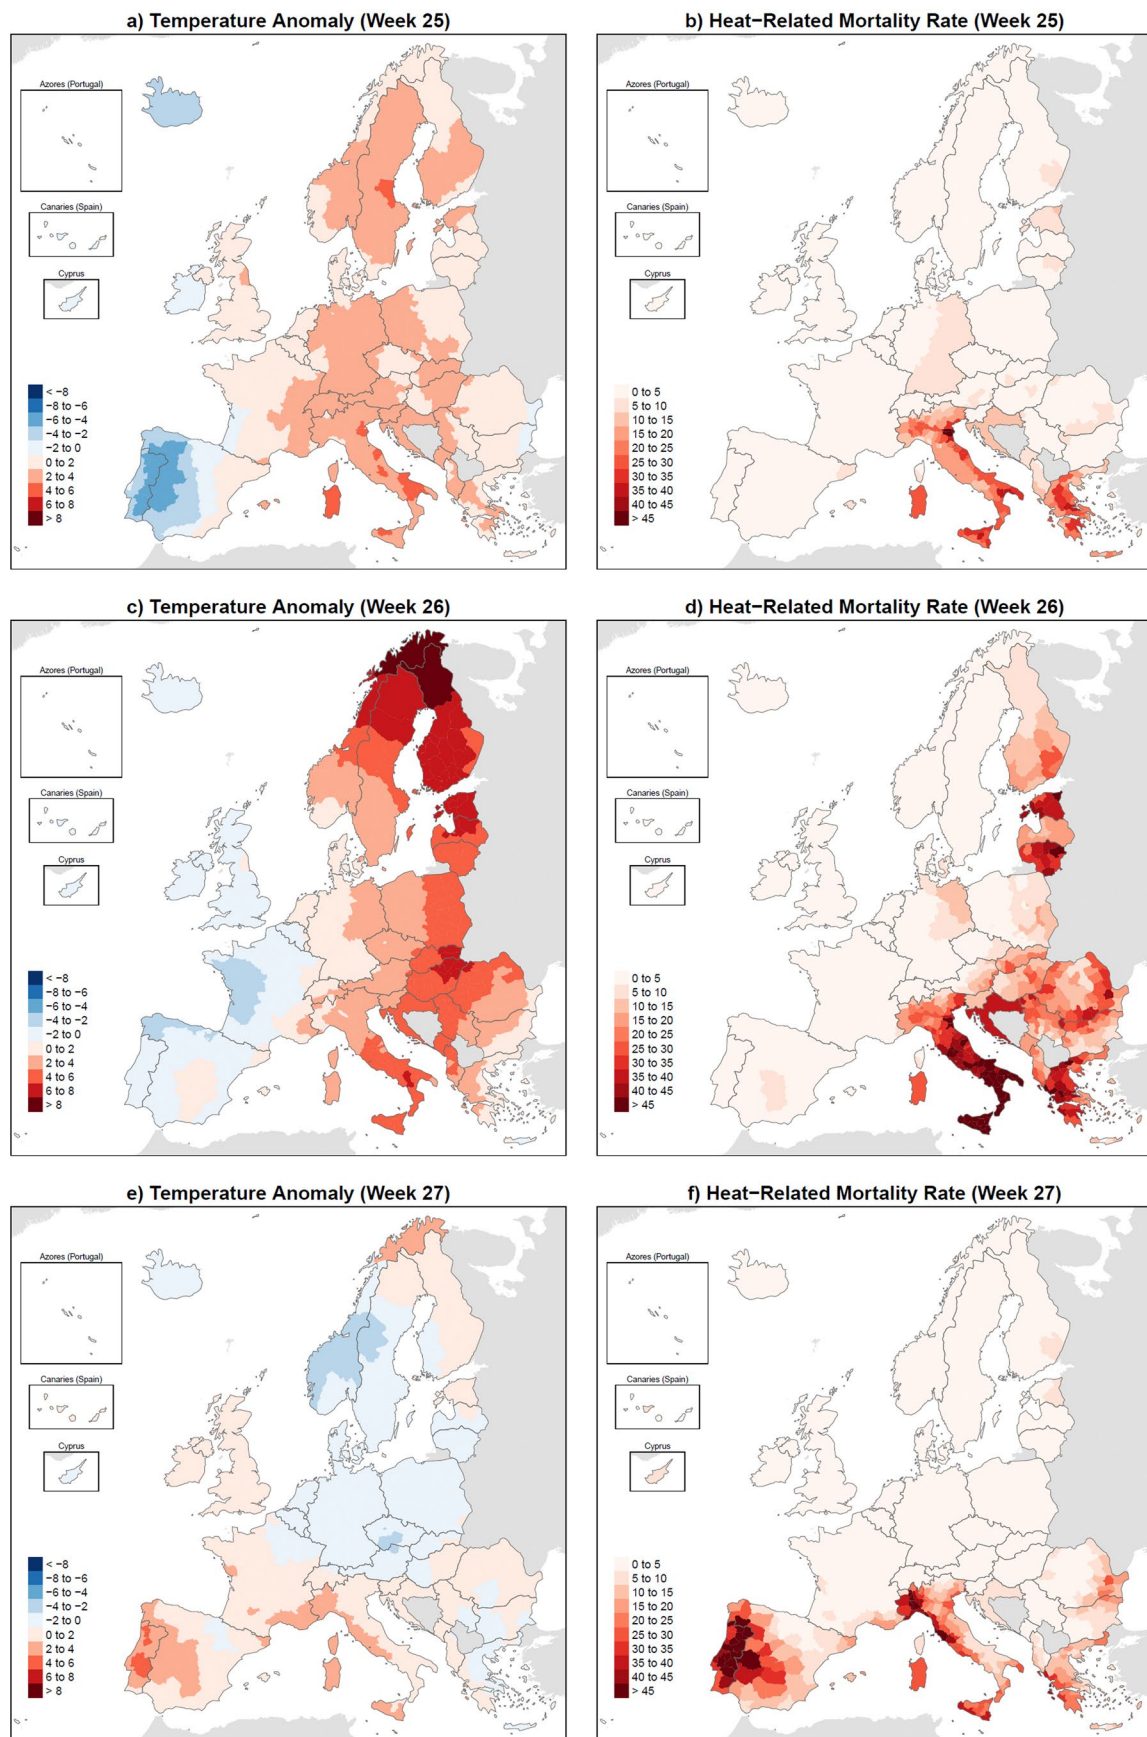 a) Temperature Anomaly (Week 25)
Azores (Portugal)
Canaries (Spain)
Cyprus
< −8
−8 to −6
−6 to −4
−4 to −2
−2 to 0
0 to 2
2 to 4
4 to 6
6 to 8
> 8
b) Heat−Related Mortality Rate (Week 25)
Azores (Portugal)
Canaries (Spain)
Cyprus
0 to 5
5 to 10
10 to 15
15 to 20
20 to 25
25 to 30
30 to 35
35 to 40
40 to 45
> 45
c) Temperature Anomaly (Week 26)
Azores (Portugal)
Canaries (Spain)
Cyprus
< −8
−8 to −6
−6 to −4
−4 to −2
−2 to 0
0 to 2
2 to 4
4 to 6
6 to 8
> 8
d) Heat−Related Mortality Rate (Week 26)
Azores (Portugal)
Canaries (Spain)
Cyprus
0 to 5
5 to 10
10 to 15
15 to 20
20 to 25
25 to 30
30 to 35
35 to 40
40 to 45
> 45
e) Temperature Anomaly (Week 27)
Azores (Portugal)
Canaries (Spain)
Cyprus
< −8
−8 to −6
−6 to −4
−4 to −2
−2 to 0
0 to 2
2 to 4
4 to 6
6 to 8
> 8
f) Heat−Related Mortality Rate (Week 27)
Azores (Portugal)
Canaries (Spain)
Cyprus
0 to 5
5 to 10
10 to 15
15 to 20
20 to 25
25 to 30
30 to 35
35 to 40
40 to 45
> 45